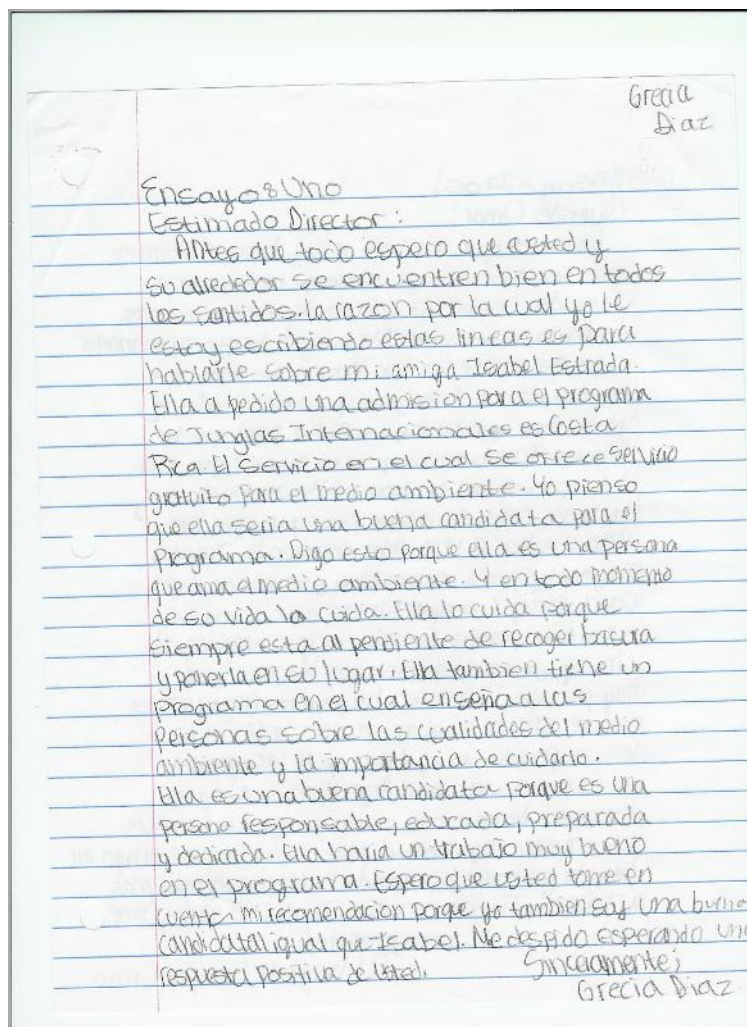 Grecia
Diaz
Ensayo: Uno
Estimado Director:
Antes que todo espero que usted y
su alrededor se encuentren bien en todos
los sentidos. la razon por la cual yo le
estoy escribiendo estas lineas es para
hablarle sobre mi amiga Isabel Estrada.
Ella a pedido una admision para el programa
de Junglas Internacionales es Costa
Rica. El servicio en el cual se ofrece servicio
gratuito para el medio ambiente. Yo pienso
que ella seria una buena candidata para el
programa. Digo esto porque ella es una persona
que ama el medio ambiente. Y en todo momento
de su vida lo cuida. Ella lo cuida porque
siempre esta al pendiente de recoger basura
y ponerla en su lugar. Ella tambien tiene un
programa en el cual enseña a las
personas sobre las cualidades del medio
ambiente y la importancia de cuidarlo.
Ella es una buena candidata porque es una
persona responsable, educada, preparada
y dedicada. Ella haria un trabajo muy bueno
en el programa. Espero que usted tome en
cuenta mi recomendacion porque yo tambien soy una buena
candidata al igual que Isabel. Me despido esperando una
respuesta positiva de usted. Sinceramente;
Grecia Diaz